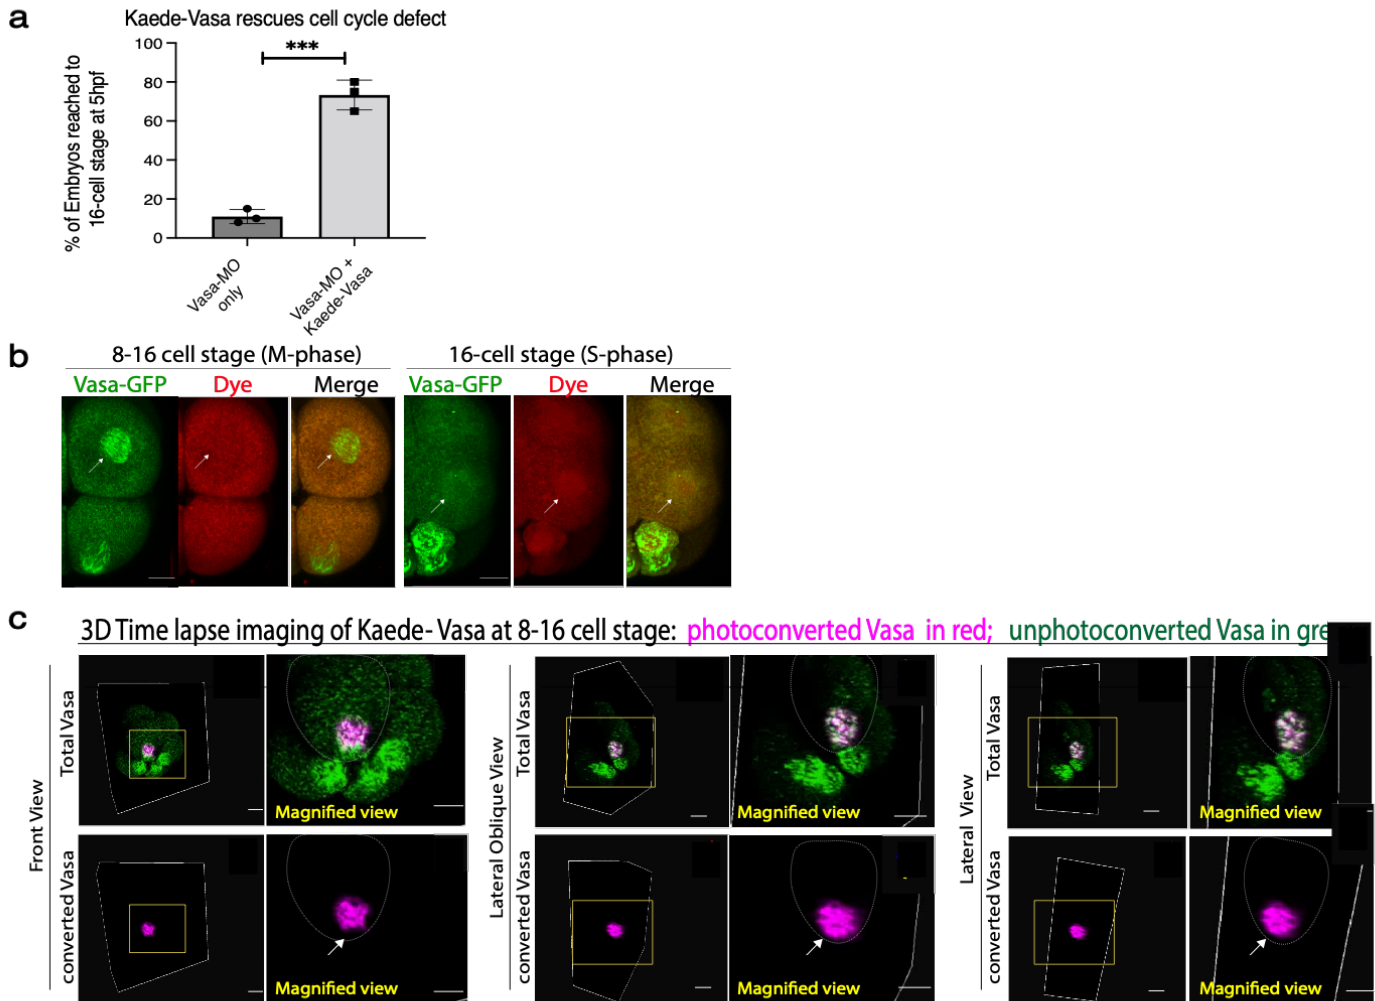 a
Kaede-Vasa rescues cell cycle defect
% of Embryos reached to
16-cell stage at 5hpf
100
80
60
40
20
0
***
Vasa-MO
only
Vasa-MO +
Kaede-Vasa
b
8-16 cell stage (M-phase)
16-cell stage (S-phase)
Vasa-GFP
Dye
Merge
Vasa-GFP
Dye
Merge
c
3D Time lapse imaging of Kaede- Vasa at 8-16 cell stage: photoconverted Vasa in red; unphotoconverted Vasa in gre
Front View
Total Vasa
Magnified view
converted Vasa
Magnified view
Lateral Oblique View
Total Vasa
Magnified view
converted Vasa
Magnified view
Lateral View
Total Vasa
Magnified view
converted Vasa
Magnified view